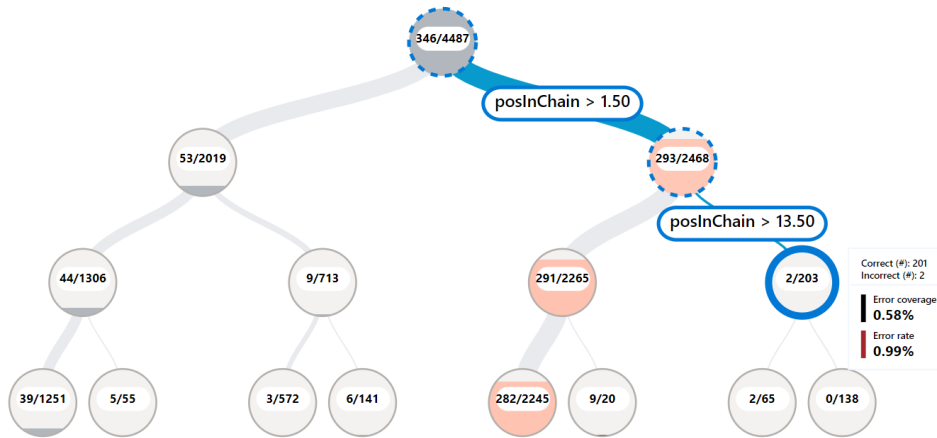 346/4487
posInChain > 1.50
53/2019
293/2468
posInChain > 13.50
44/1306
9/713
291/2265
2/203
Correct (#): 201
Incorrect (#): 2
Error coverage
0.58%
Error rate
0.99%
39/1251
5/55
3/572
6/141
282/2245
9/20
2/65
0/138